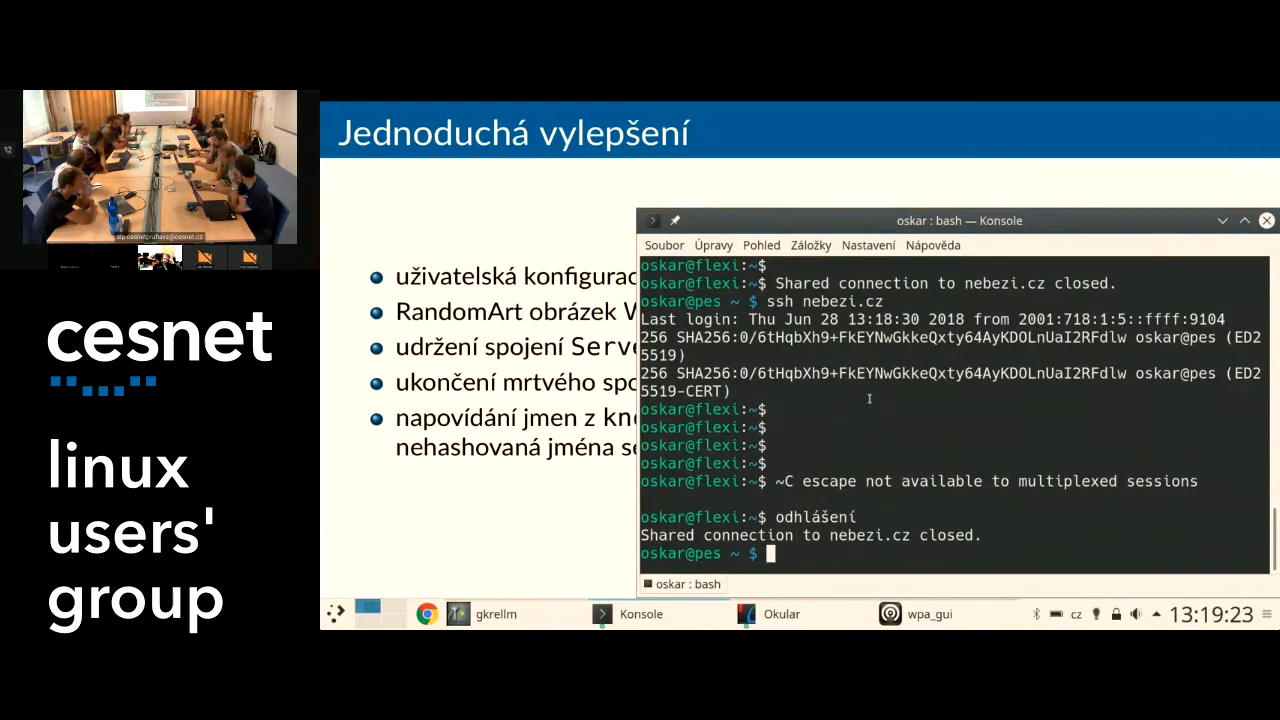 sip.cesnetprahavz@cesnet.cz
cesnet
linux
users'
group
Jednoduchá vylepšení
uživatelská konfigurac
RandomArt obrázek V
udržení spojení Serve
ukončení mrtvého spo
napovídání jmen z kno
nehashovaná jména se
oskar : bash — Konsole
Soubor Úpravy Pohled Záložky Nastavení Nápověda
oskar@flexi:~$
oskar@flexi:~$ Shared connection to nebezi.cz closed.
oskar@pes ~ $ ssh nebezi.cz
Last login: Thu Jun 28 13:18:30 2018 from 2001:718:1:5::ffff:9104
256 SHA256:0/6tHqbXh9+FkEYNwGkkeQxty64AyKDOLnUaI2RFdlw oskar@pes (ED2
5519)
256 SHA256:0/6tHqbXh9+FkEYNwGkkeQxty64AyKDOLnUaI2RFdlw oskar@pes (ED2
5519-CERT)
oskar@flexi:~$
oskar@flexi:~$
oskar@flexi:~$
oskar@flexi:~$
oskar@flexi:~$ ~C escape not available to multiplexed sessions
oskar@flexi:~$ odhlášení
Shared connection to nebezi.cz closed.
oskar@pes ~ $
oskar : bash
gkrellm Konsole Okular wpa_gui cz 13:19:23